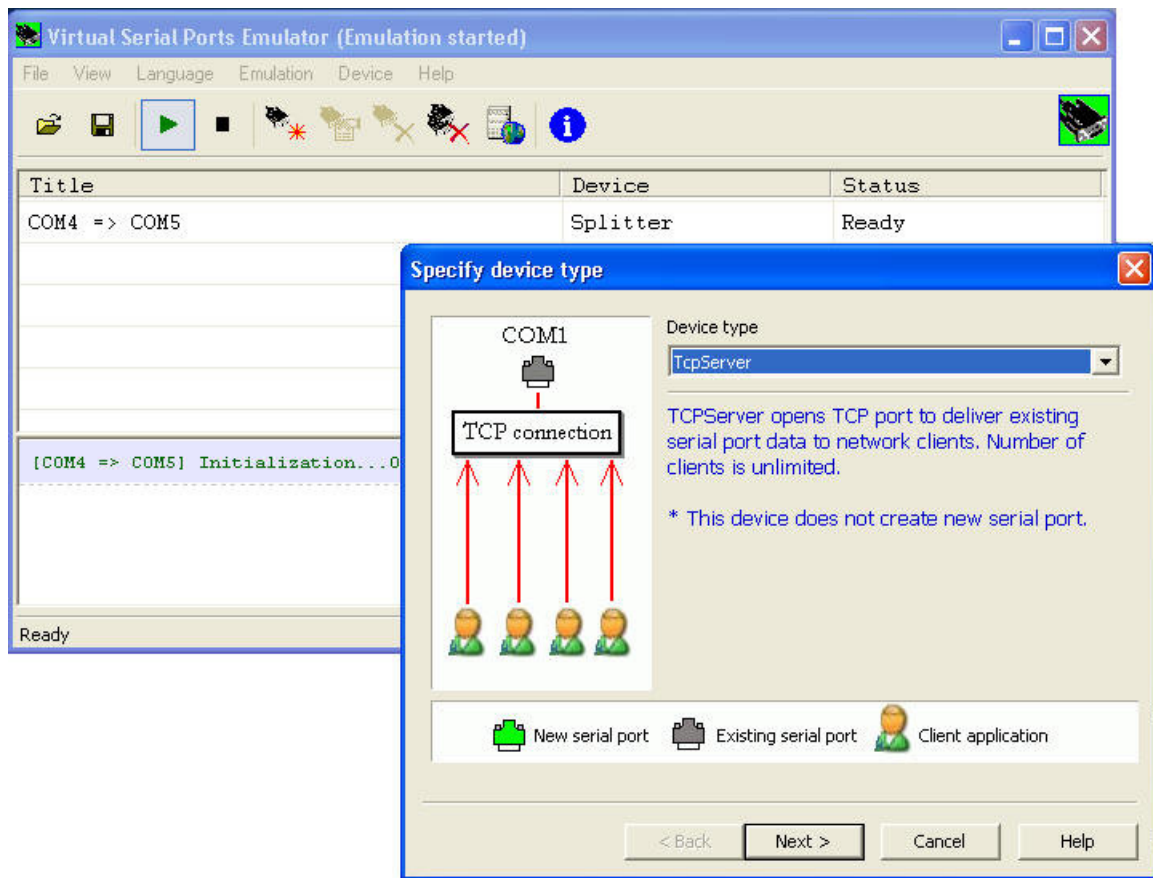 Virtual Serial Ports Emulator (Emulation started)
File View Language Emulation Device Help
Title Device Status
COM4 => COM5 Splitter Ready
[COM4 => COM5] Initialization...O
Ready
Specify device type
COM1
TCP connection
Device type
TcpServer
TCPServer opens TCP port to deliver existing
serial port data to network clients. Number of
clients is unlimited.
* This device does not create new serial port.
New serial port Existing serial port Client application
< Back Next > Cancel Help